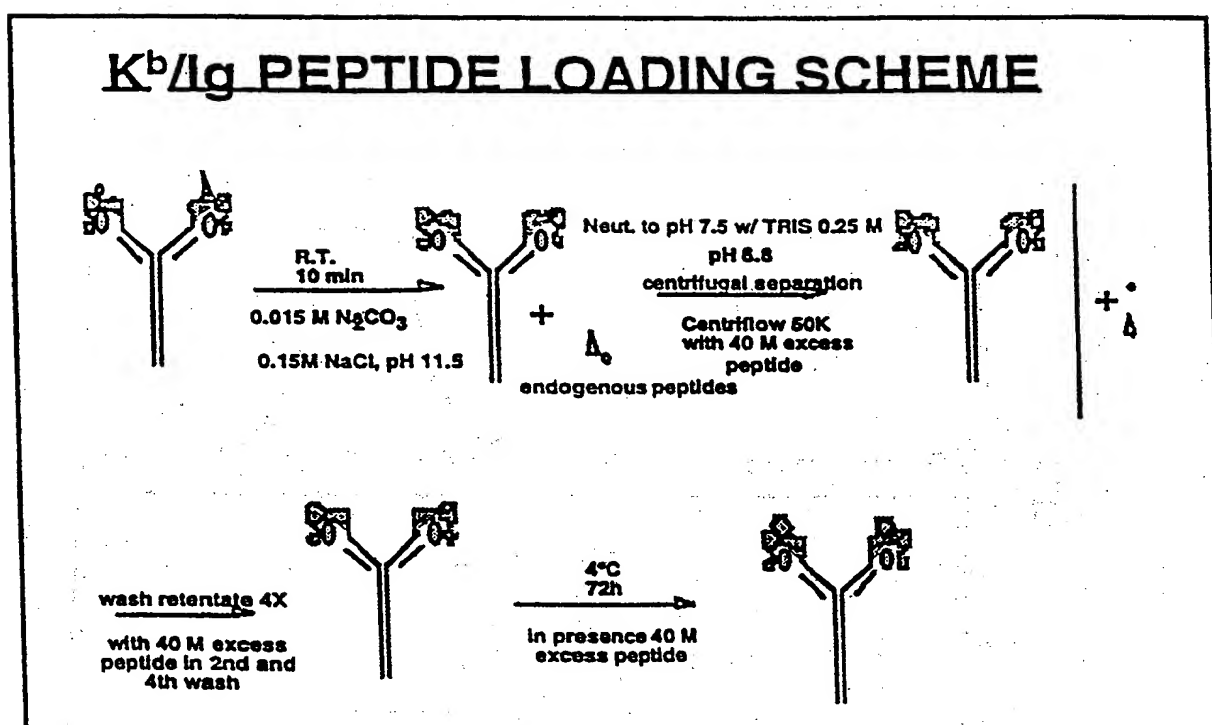 Kᵇ/Ig PEPTIDE LOADING SCHEME
R.T.
10 min
0.015 M N₂CO₃
0.15M NaCl, pH 11.5
+
Δₑ
endogenous peptides
Neut. to pH 7.5 w/ TRIS 0.25 M
pH 6.8
centrifugal separation
Centriflow 50K
with 40 M excess
peptide
+
Δ
wash retentate 4X
with 40 M excess
peptide in 2nd and
4th wash
4°C
72h
in presence 40 M
excess peptide